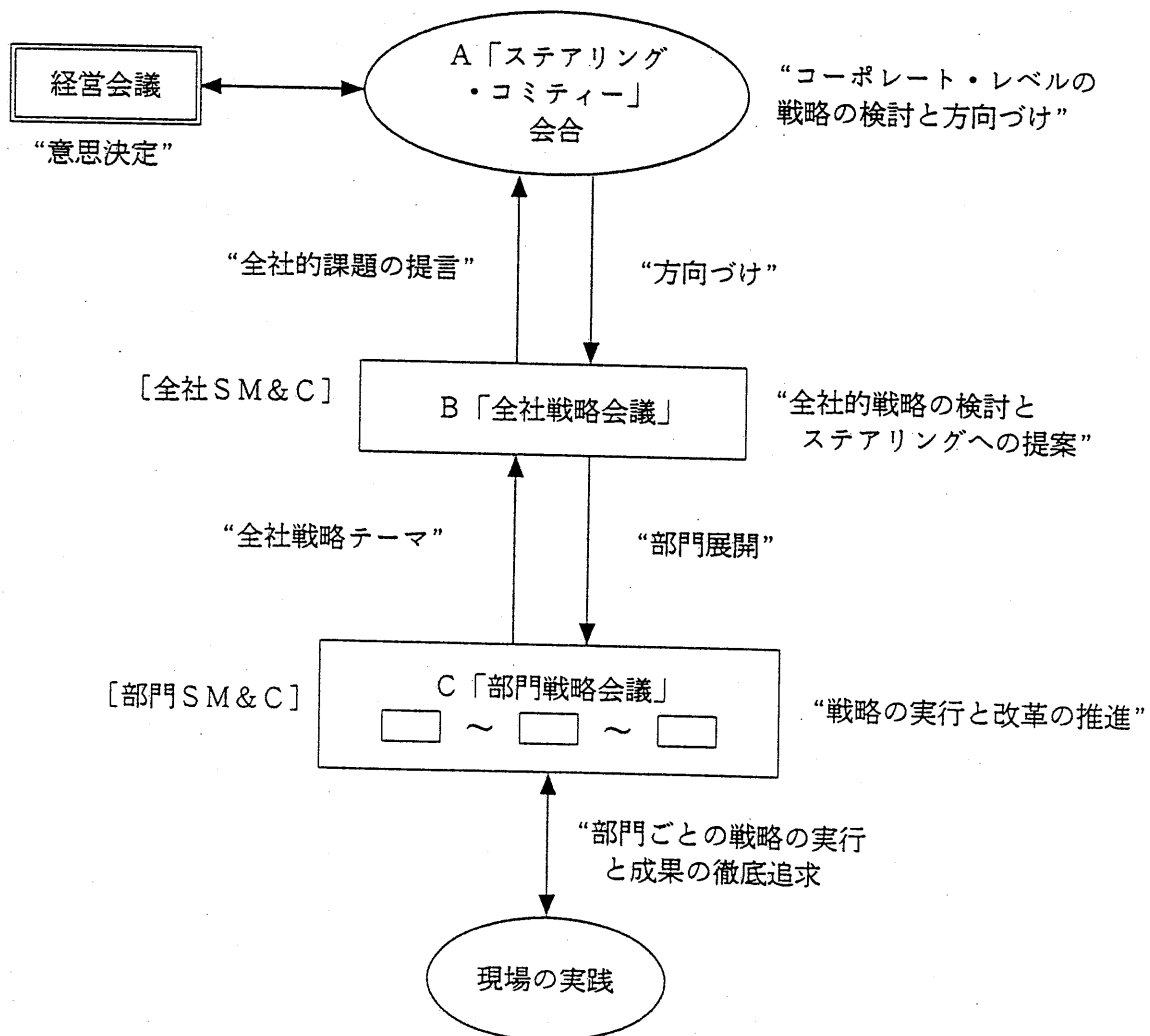 A「ステアリング
・コミティー」
会合
経営会議
“意思決定”
“コーポレート・レベルの
戦略の検討と方向づけ”
“全社的課題の提言”
“方向づけ”
[全社ＳＭ＆Ｃ]
B「全社戦略会議」
“全社的戦略の検討と
ステアリングへの提案”
“全社戦略テーマ”
“部門展開”
[部門ＳＭ＆Ｃ]
C「部門戦略会議」
～ ～
“戦略の実行と改革の推進”
“部門ごとの戦略の実行
と成果の徹底追求
現場の実践